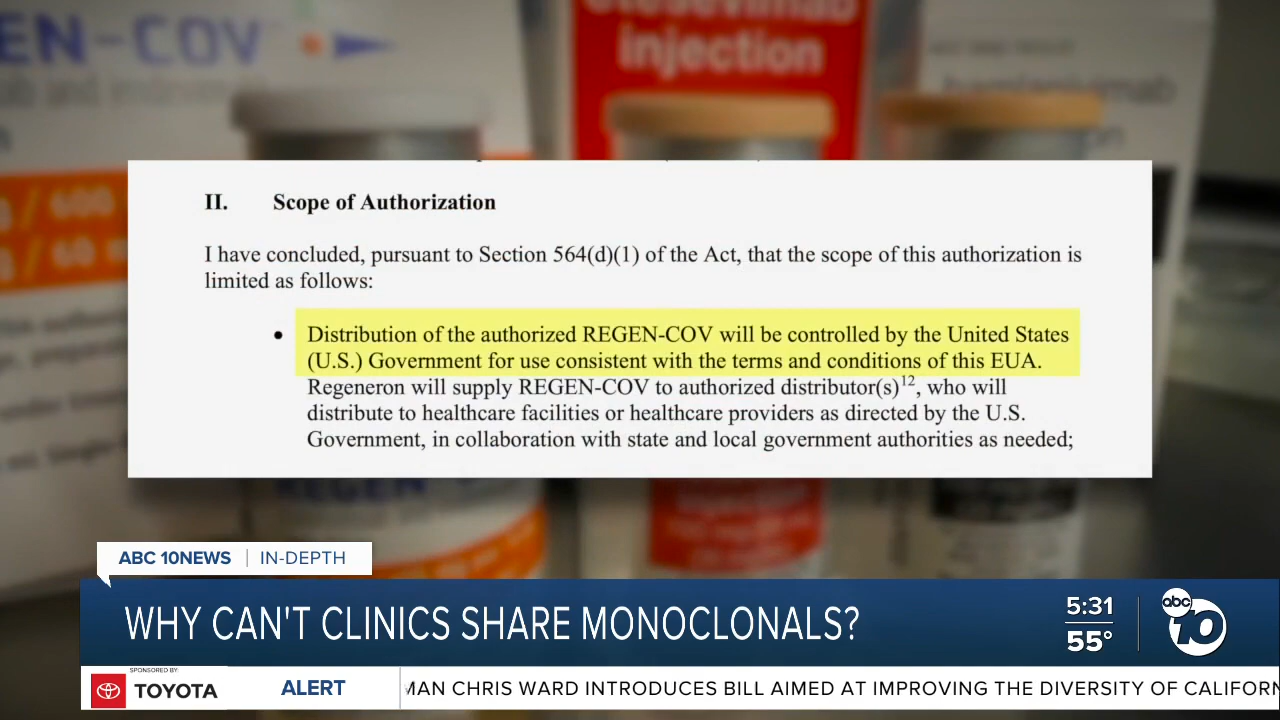 EN-COV
injection
II. Scope of Authorization
I have concluded, pursuant to Section 564(d)(1) of the Act, that the scope of this authorization is
limited as follows:
• Distribution of the authorized REGEN-COV will be controlled by the United States
(U.S.) Government for use consistent with the terms and conditions of this EUA.
Regeneron will supply REGEN-COV to authorized distributor(s)12, who will
distribute to healthcare facilities or healthcare providers as directed by the U.S.
Government, in collaboration with state and local government authorities as needed;
REGEN
injection
ABC 10NEWS | IN-DEPTH
WHY CAN'T CLINICS SHARE MONOCLONALS?
5:31
55°
abc
10
SPONSORED BY:
TOYOTA
ALERT
MAN CHRIS WARD INTRODUCES BILL AIMED AT IMPROVING THE DIVERSITY OF CALIFORN